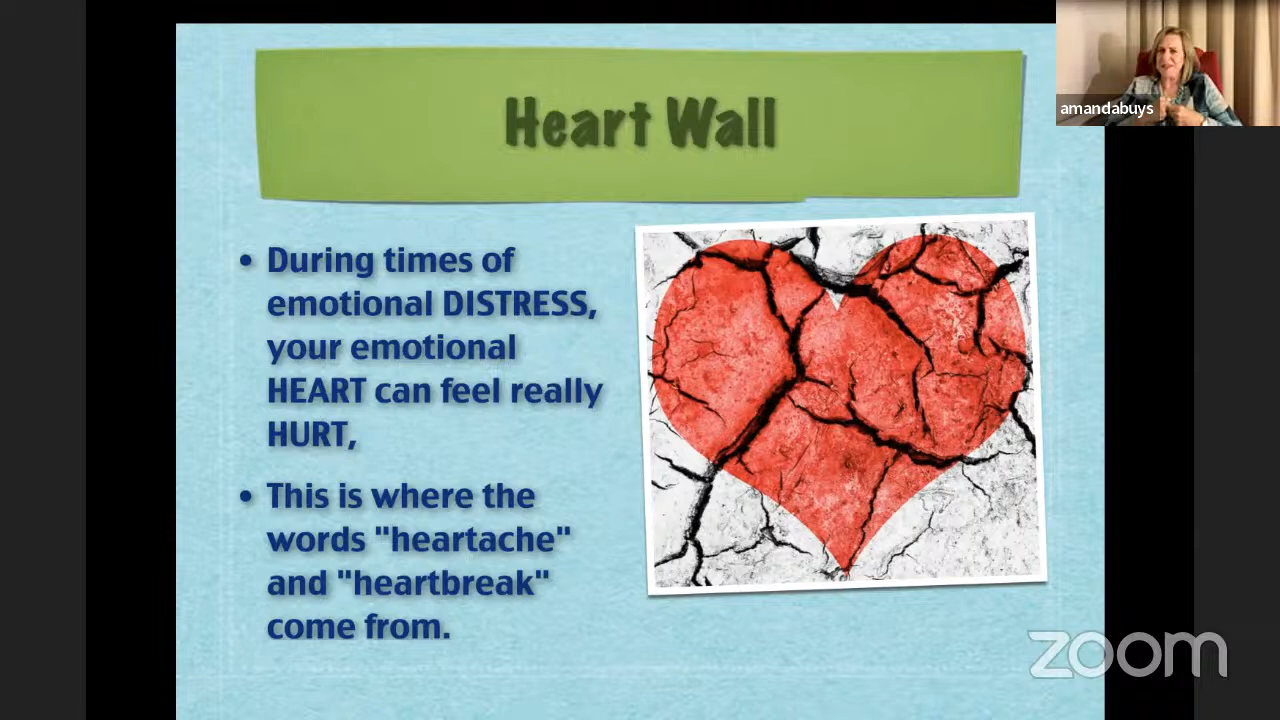 Heart Wall
amandabuys
• During times of
emotional DISTRESS,
your emotional
HEART can feel really
HURT,
• This is where the
words "heartache"
and "heartbreak"
come from.
zoom